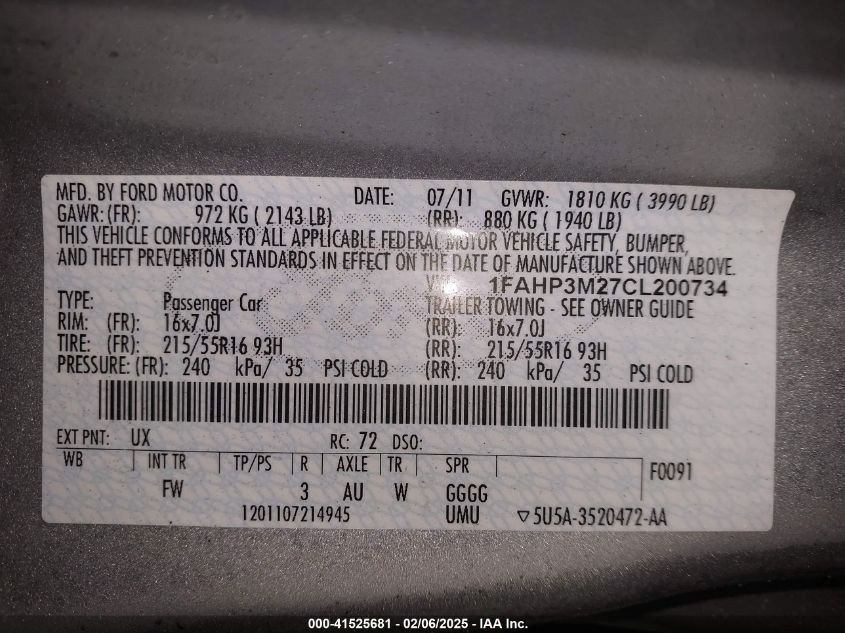 MFD. BY FORD MOTOR CO. DATE: 07/11 GVWR: 1810 KG ( 3990 LB)
GAWR: (FR): 972 KG ( 2143 LB) (RR): 880 KG ( 1940 LB)
THIS VEHICLE CONFORMS TO ALL APPLICABLE FEDERAL MOTOR VEHICLE SAFETY, BUMPER,
AND THEFT PREVENTION STANDARDS IN EFFECT ON THE DATE OF MANUFACTURE SHOWN ABOVE.
1FAHP3M27CL200734
TYPE: Passenger Car TRAILER TOWING - SEE OWNER GUIDE
RIM: (FR): 16x7.0J (RR): 16x7.0J
TIRE: (FR): 215/55R16 93H (RR): 215/55R16 93H
PRESSURE: (FR): 240 kPa/ 35 PSI COLD (RR): 240 kPa/ 35 PSI COLD
EXT PNT: UX RC: 72 DSO:
WB INT TR TP/PS R AXLE TR SPR F0091
FW 3 AU W GGGG
1201107214945 UMU ▽5U5A-3520472-AA
000-41525681 - 02/06/2025 - IAA Inc.